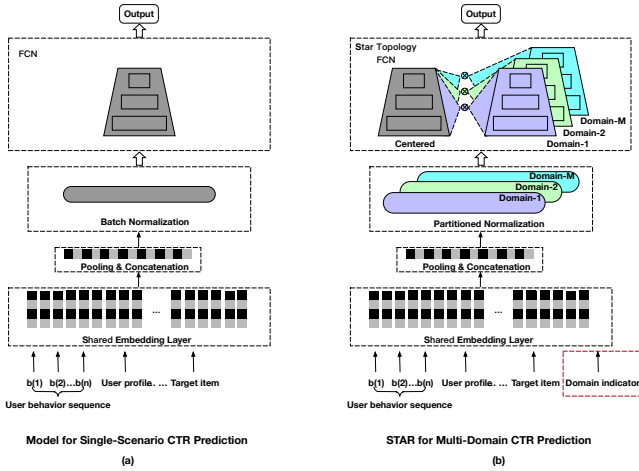 Output
FCN
Batch Normalization
Pooling & Concatenation
...
Shared Embedding Layer
b(1) b(2)...b(n) User profile.. ... Target item
User behavior sequence
Model for Single-Scenario CTR Prediction
(a)
Output
Star Topology
FCN
Centered
Domain-M
Domain-2
Domain-1
Domain-M
Domain-2
Domain-1
Partitioned Normalization
Pooling & Concatenation
...
Shared Embedding Layer
b(1) b(2)...b(n) User profile.. ... Target item Domain indicator
User behavior sequence
STAR for Multi-Domain CTR Prediction
(b)